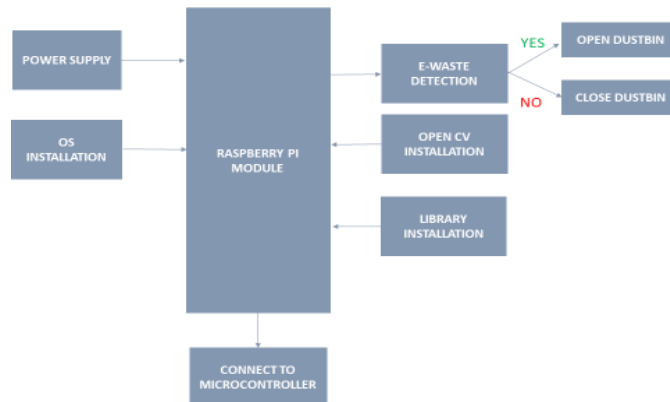 POWER SUPPLY
OS
INSTALLATION
RASPBERRY PI
MODULE
E-WASTE
DETECTION
YES
NO
OPEN DUSTBIN
CLOSE DUSTBIN
OPEN CV
INSTALLATION
LIBRARY
INSTALLATION
CONNECT TO
MICROCONTROLLER